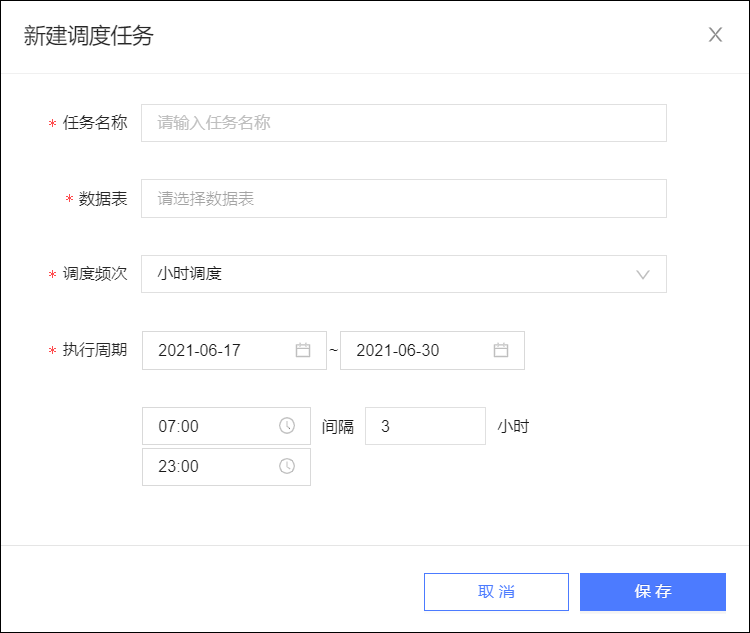 新建调度任务
* 任务名称 请输入任务名称
* 数据表 请选择数据表
* 调度频次 小时调度
* 执行周期 2021-06-17 ~ 2021-06-30
07:00 间隔 3 小时
23:00
取消 保存